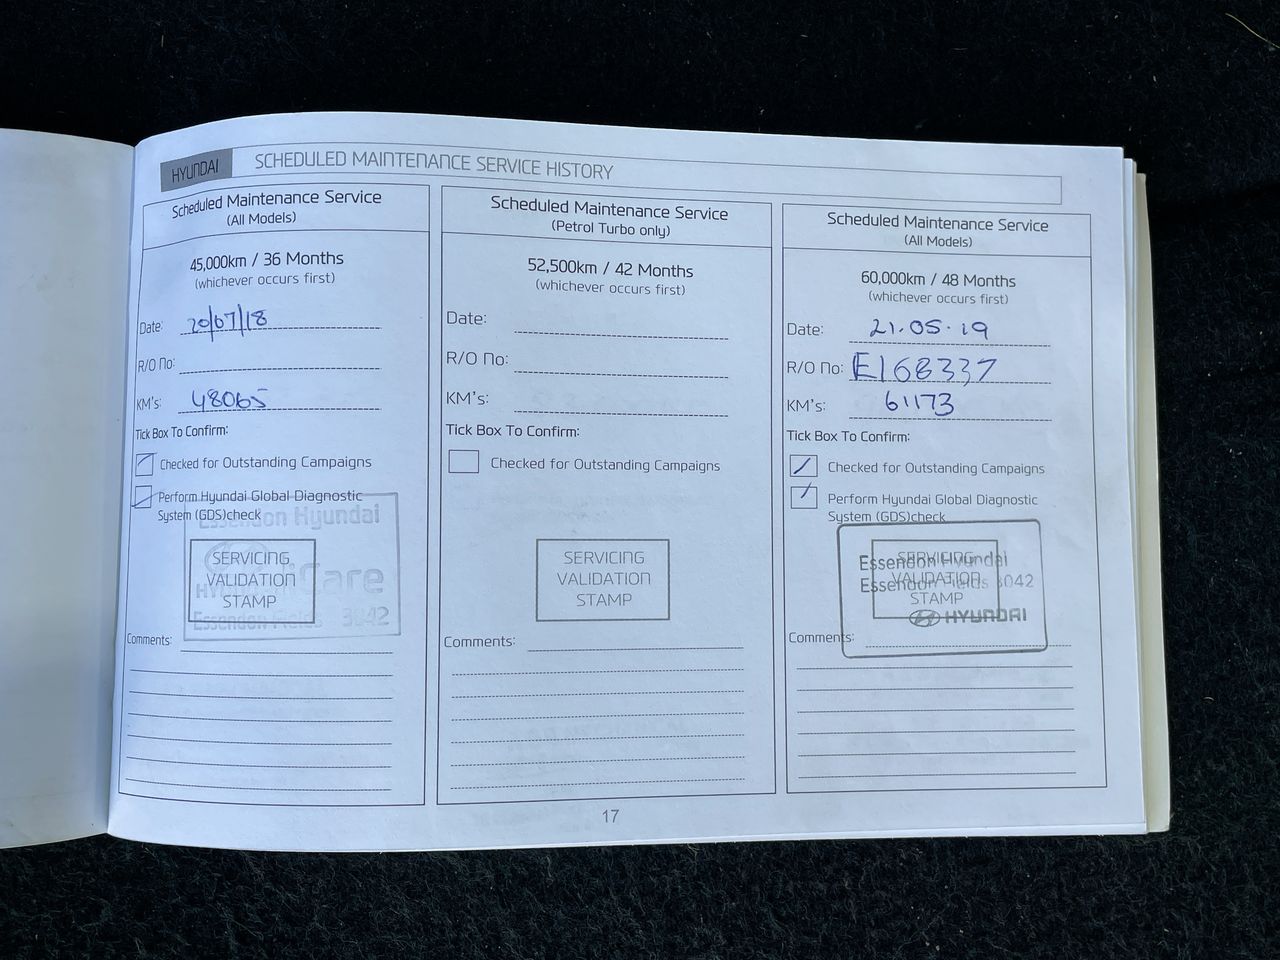 HYUNDAI SCHEDULED MAINTENANCE SERVICE HISTORY
Scheduled Maintenance Service
(All Models)
45,000km / 36 Months
(whichever occurs first)
Date: 20/07/18
R/O No:
KM's: 48065
Tick Box To Confirm:
Checked for Outstanding Campaigns
Perform Hyundai Global Diagnostic
System (GDS)check
Essendon Hyundai
SERVICING
VALIDATION
STAMP
iCare
HYUNDAI
Essendon Fields 3042
Comments:
Scheduled Maintenance Service
(Petrol Turbo only)
52,500km / 42 Months
(whichever occurs first)
Date:
R/O No:
KM's:
Tick Box To Confirm:
Checked for Outstanding Campaigns
SERVICING
VALIDATION
STAMP
Comments:
Scheduled Maintenance Service
(All Models)
60,000km / 48 Months
(whichever occurs first)
Date: 21.05.19
R/O No: E168337
KM's: 61173
Tick Box To Confirm:
Checked for Outstanding Campaigns
Perform Hyundai Global Diagnostic
System (GDS)check
SERVICING
VALIDATION
STAMP
Essendon Hyundai
Essendon Fields 3042
HYUNDAI
Comments:
17